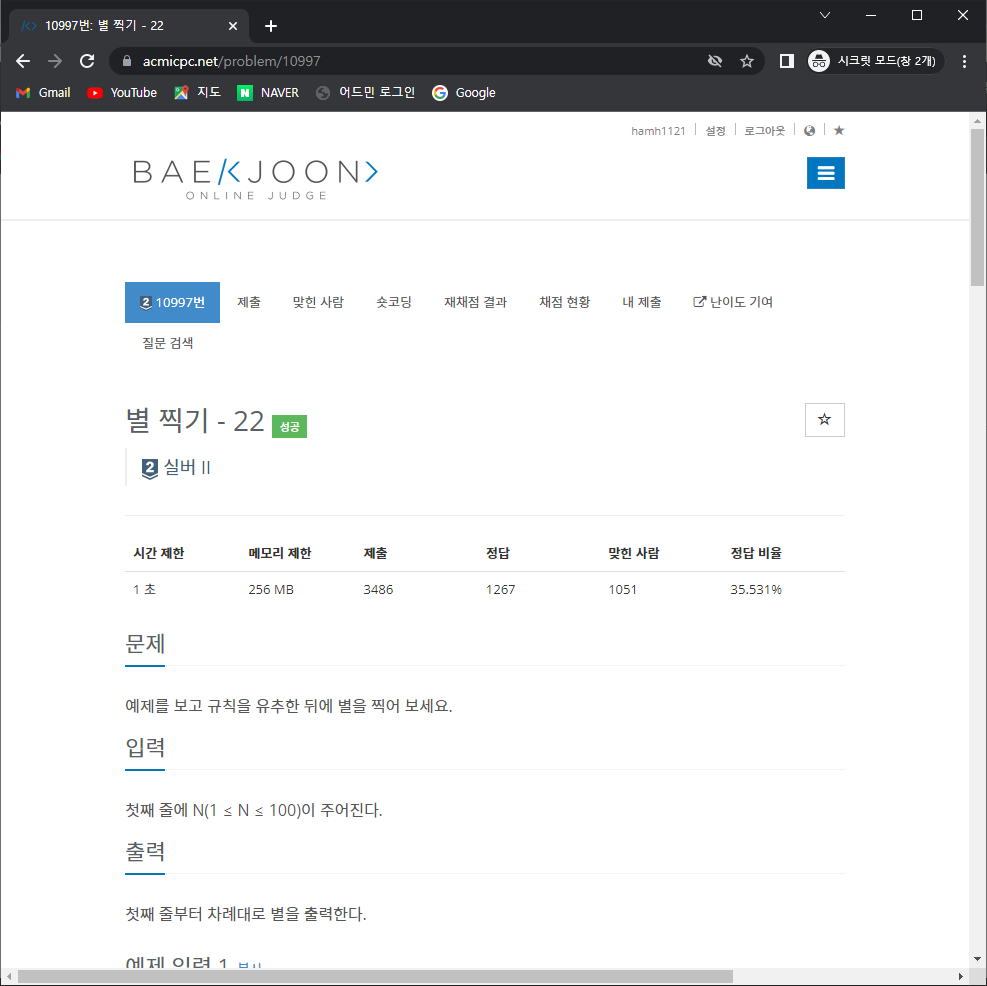 10997번: 별 찍기 - 22
acmicpc.net/problem/10997
시크릿 모드(창 2개)
Gmail YouTube 지도 NAVER 어드민 로그인 Google
hamh1121 설정 로그아웃
BAEKJOON
ONLINE JUDGE
2 10997번 제출 맞힌 사람 숏코딩 재채점 결과 채점 현황 내 제출 난이도 기여
질문 검색
별 찍기 - 22 성공
2 실버 II
시간 제한 메모리 제한 제출 정답 맞힌 사람 정답 비율
1 초 256 MB 3486 1267 1051 35.531%
문제
예제를 보고 규칙을 유추한 뒤에 별을 찍어 보세요.
입력
첫째 줄에 N(1 ≤ N ≤ 100)이 주어진다.
출력
첫째 줄부터 차례대로 별을 출력한다.
예제 입력 1 복사